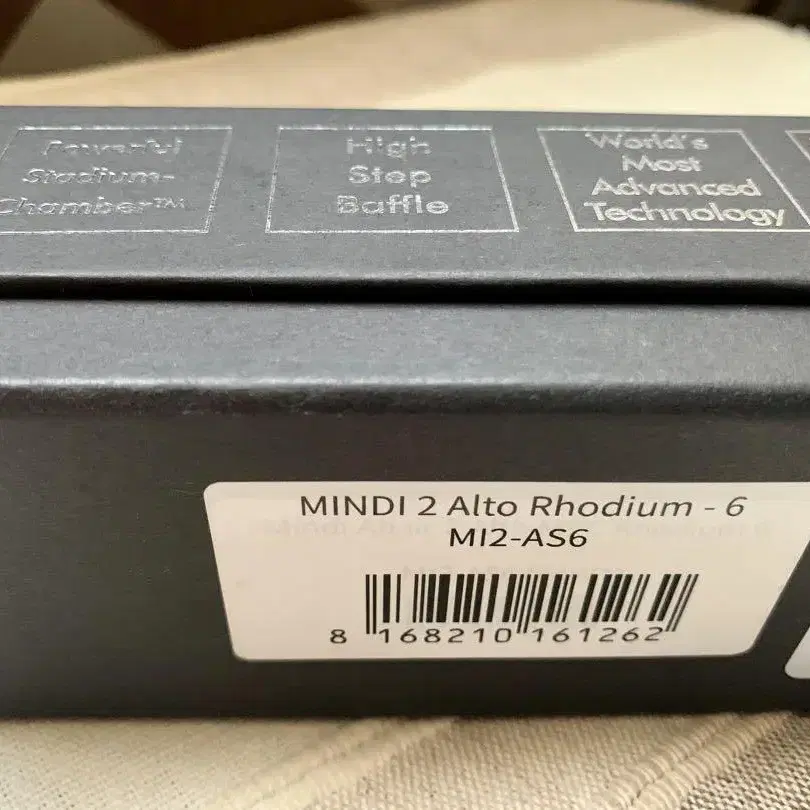 Powerful
Stadium-
Chamber™
High
Step
Baffle
World's
Most
Advanced
Technology
MINDI 2 Alto Rhodium - 6
MI2-AS6
8 168210 161262